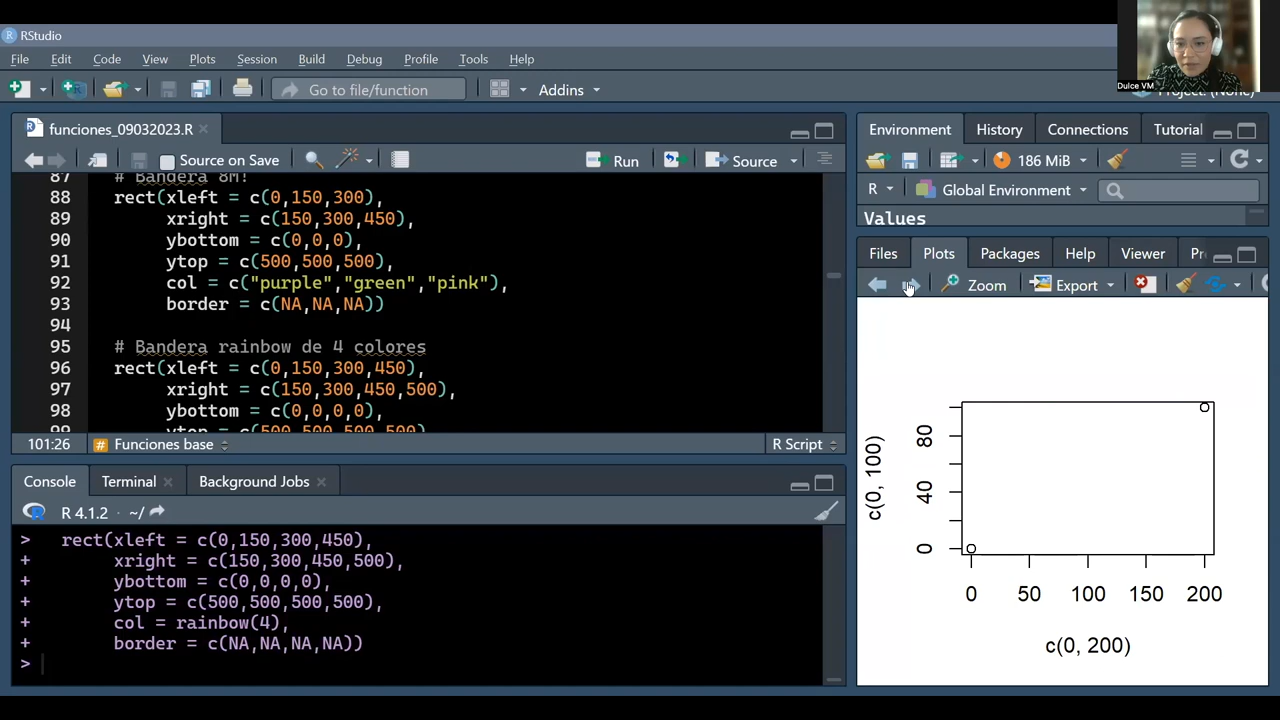 RStudio
File Edit Code View Plots Session Build Debug Profile Tools Help
Dulce VM
Go to file/function Addins Project: (None)
funciones_09032023.R
Source on Save Run Source
87 # Bandera 8M!
88 rect(xleft = c(0,150,300),
89 xright = c(150,300,450),
90 ybottom = c(0,0,0),
91 ytop = c(500,500,500),
92 col = c("purple","green","pink"),
93 border = c(NA,NA,NA))
94
95 # Bandera rainbow de 4 colores
96 rect(xleft = c(0,150,300,450),
97 xright = c(150,300,450,500),
98 ybottom = c(0,0,0,0),
99 ytop = c(500,500,500,500),
101:26 # Funciones base R Script
Console Terminal Background Jobs
R 4.1.2 · ~/
> rect(xleft = c(0,150,300,450),
+ xright = c(150,300,450,500),
+ ybottom = c(0,0,0,0),
+ ytop = c(500,500,500,500),
+ col = rainbow(4),
+ border = c(NA,NA,NA,NA))
>
Environment History Connections Tutorial
186 MiB
R Global Environment
Values
Files Plots Packages Help Viewer
Zoom Export
c(0, 100)
80
40
0
0 50 100 150 200
c(0, 200)